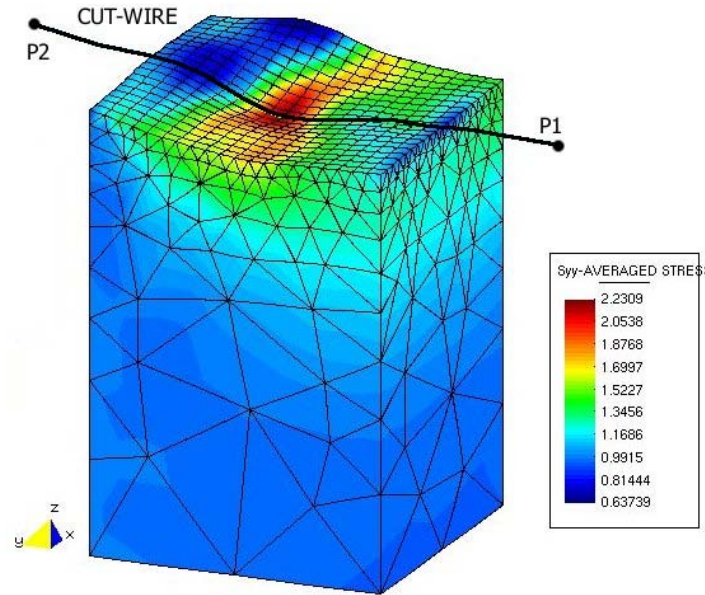 CUT-WIRE
P2
P1
Syy-AVERAGED STRES
2.2309
2.0538
1.8768
1.6997
1.5227
1.3456
1.1686
0.9915
0.81444
0.63739
z
y
x